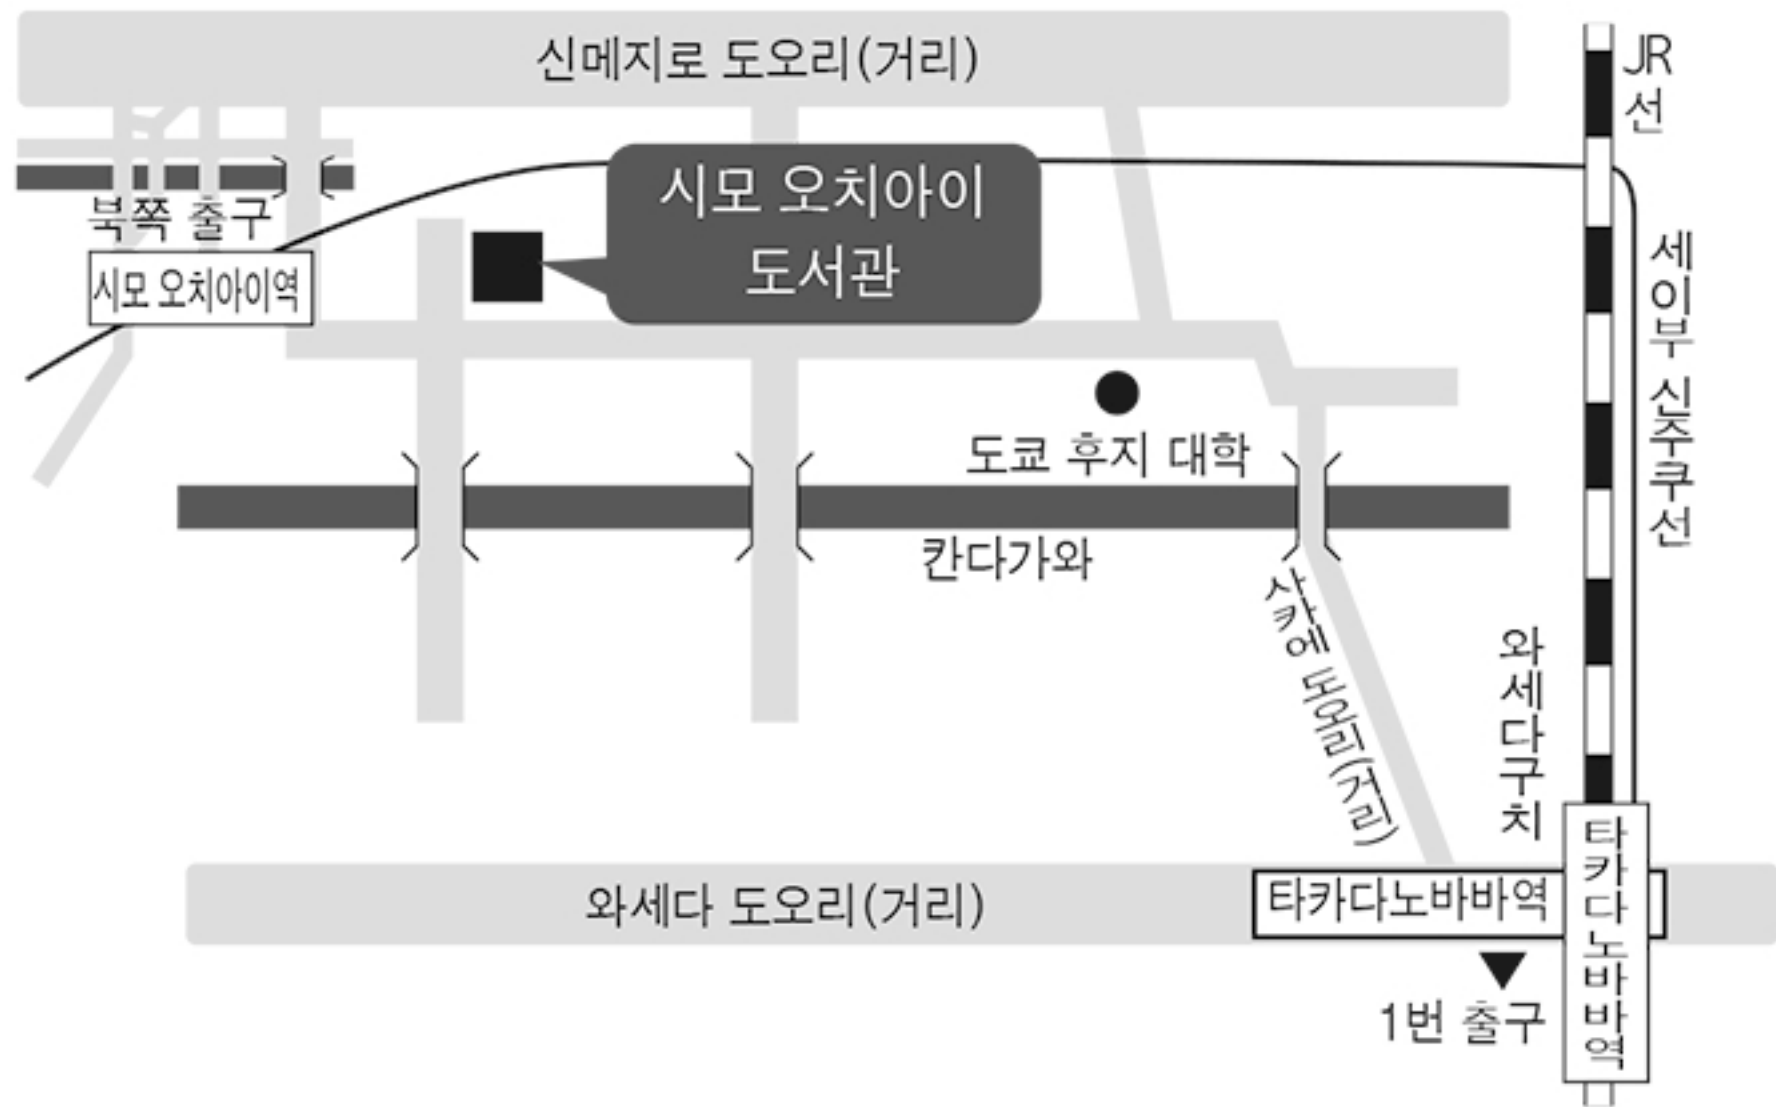 신메지로 도오리(거리)
JR
선
시모 오치아이
도서관
북쪽 출구
시모 오치아이역
세이부 신주쿠선
도쿄 후지 대학
칸다가와
사카에 도오리(거리)
와세다구치
와세다 도오리(거리)
타카다노바바역
타카다노바바역
1번 출구